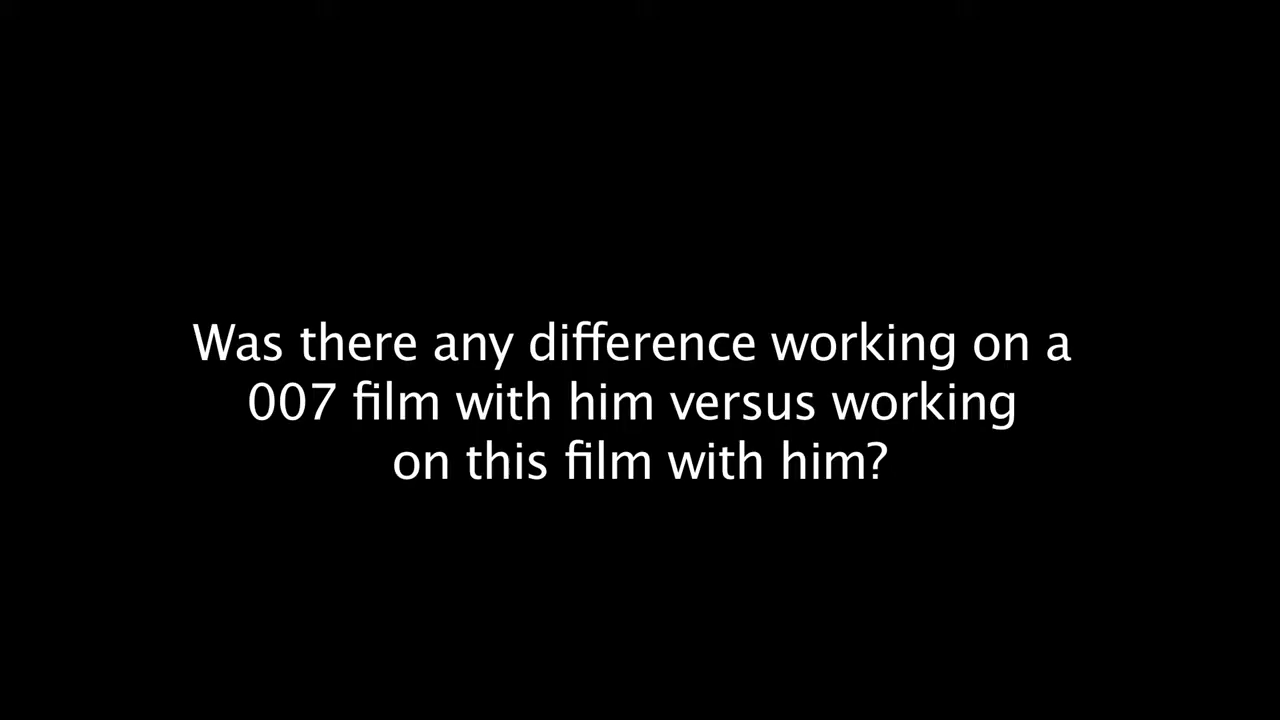 Was there any difference working on a
007 film with him versus working
on this film with him?